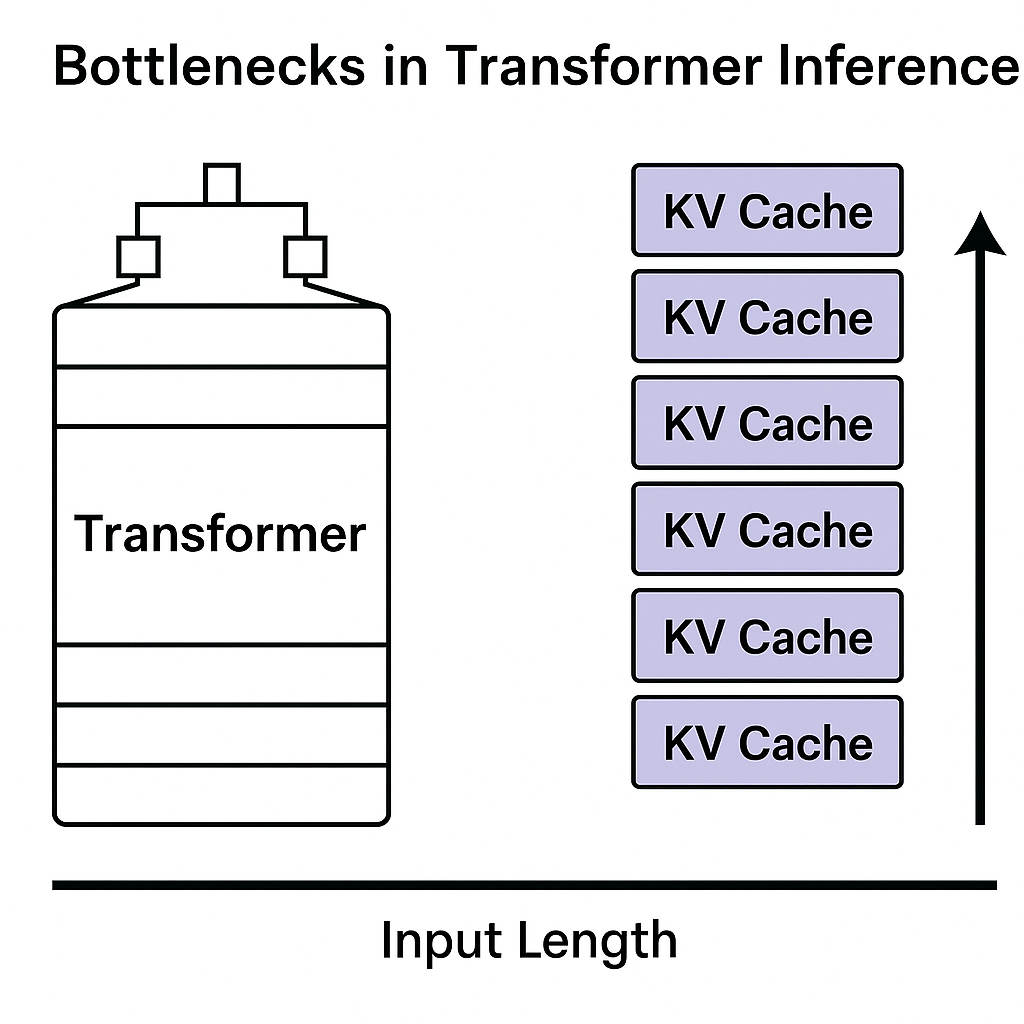 Bottlenecks in Transformer Inference
Transformer
KV Cache
KV Cache
KV Cache
KV Cache
KV Cache
KV Cache
Input Length